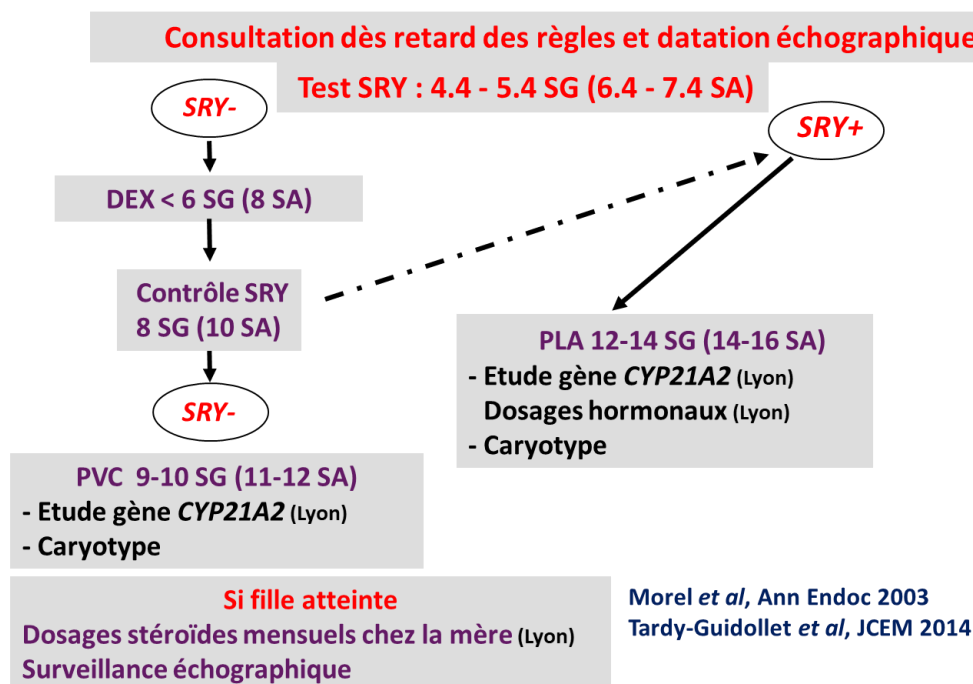 Consultation dès retard des règles et datation échographique
Test SRY : 4.4 - 5.4 SG (6.4 - 7.4 SA)
SRY-
SRY+
DEX < 6 SG (8 SA)
Contrôle SRY
8 SG (10 SA)
SRY-
PVC 9-10 SG (11-12 SA)
- Etude gène CYP21A2 (Lyon)
- Caryotype
PLA 12-14 SG (14-16 SA)
- Etude gène CYP21A2 (Lyon)
Dosages hormonaux (Lyon)
- Caryotype
Si fille atteinte
Dosages stéroïdes mensuels chez la mère (Lyon)
Surveillance échographique
Morel et al, Ann Endoc 2003
Tardy-Guidollet et al, JCEM 2014